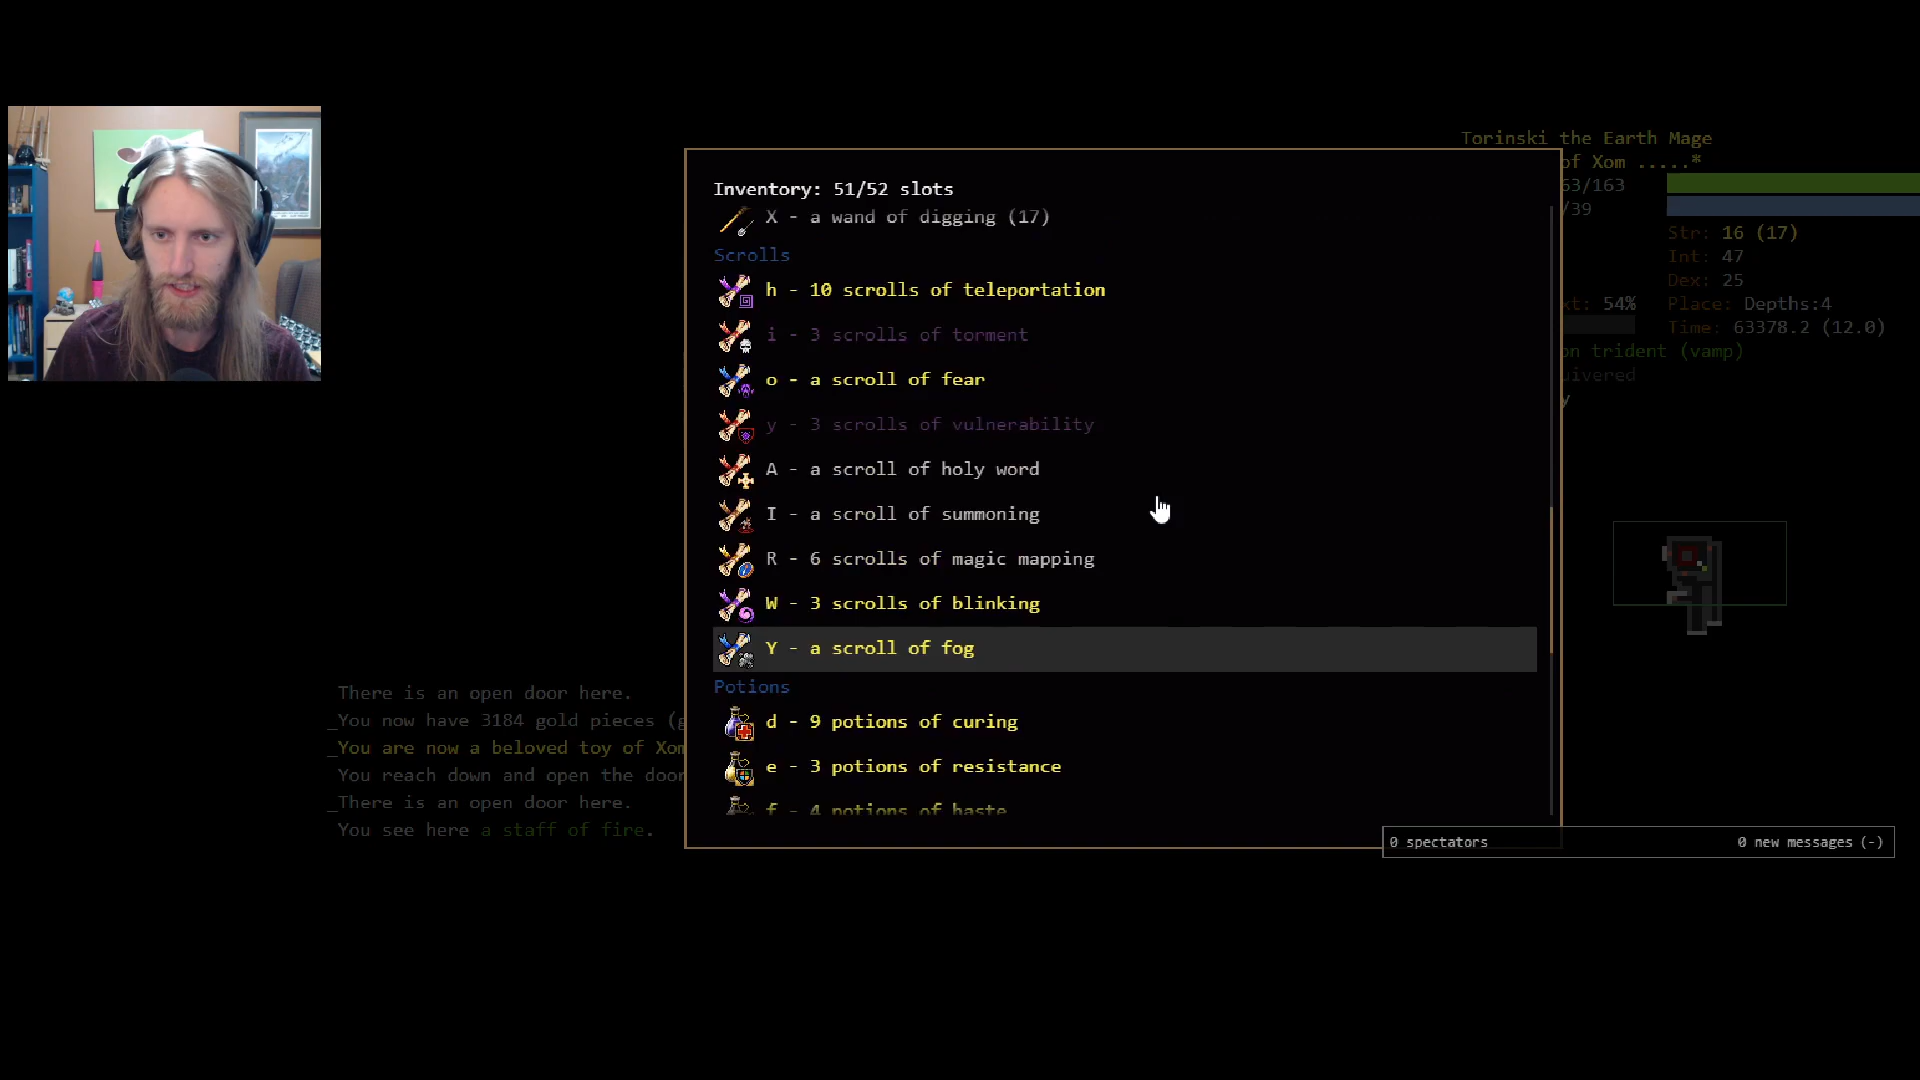 Torinski the Earth Mage
of Xom .....*
Inventory: 51/52 slots
63/163
X - a wand of digging (17)
/39
Str: 16 (17)
Scrolls
Int: 47
Dex: 25
h - 10 scrolls of teleportation
xt: 54% Place: Depths:4
Time: 63378.2 (12.0)
i - 3 scrolls of torment
on trident (vamp)
o - a scroll of fear
uivered
y
y - 3 scrolls of vulnerability
A - a scroll of holy word
I - a scroll of summoning
R - 6 scrolls of magic mapping
W - 3 scrolls of blinking
Y - a scroll of fog
Potions
There is an open door here.
_You now have 3184 gold pieces (g
d - 9 potions of curing
_You are now a beloved toy of Xom
e - 3 potions of resistance
You reach down and open the door
_There is an open door here.
f - 4 potions of haste
You see here a staff of fire.
0 spectators
0 new messages (-)